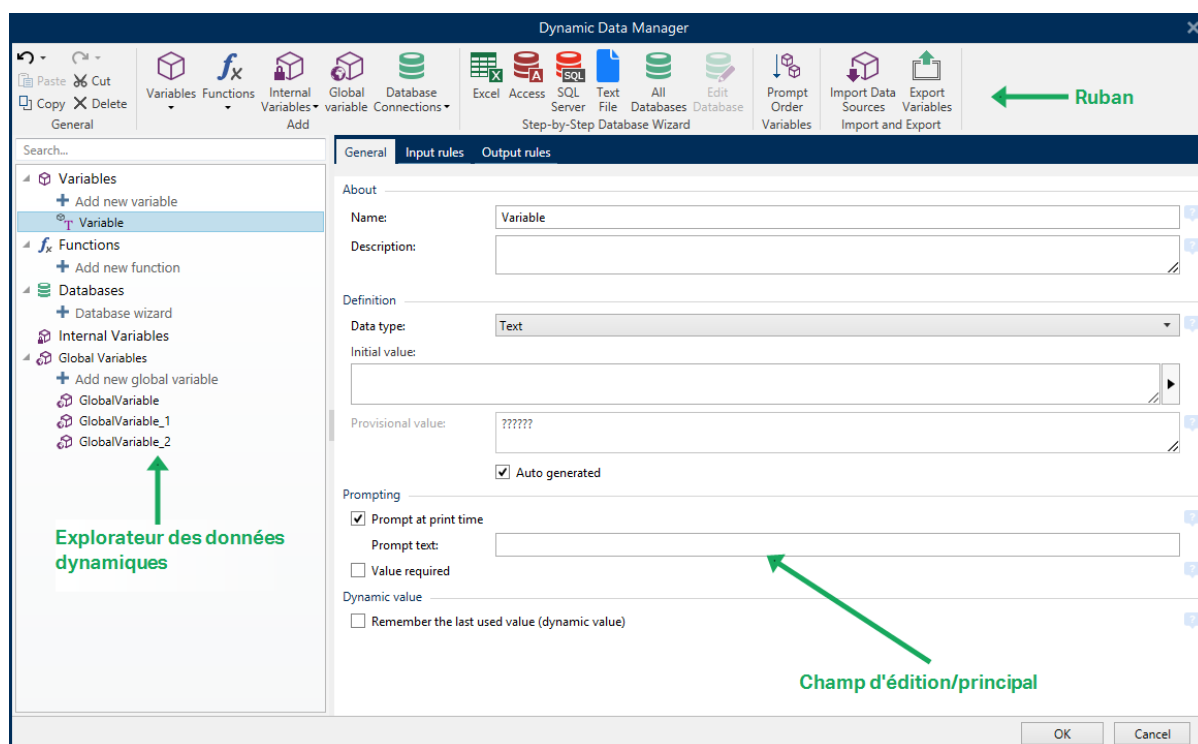 Dynamic Data Manager
Paste Cut
Copy Delete
General
Variables Functions Internal Variables Global variable Database Connections
Add
Excel Access SQL Server Text File All Databases Edit Database
Step-by-Step Database Wizard
Prompt Order
Variables
Import Data Sources Export Variables
Import and Export
Ruban
Search...
Variables
Add new variable
Variable
Functions
Add new function
Databases
Database wizard
Internal Variables
Global Variables
Add new global variable
GlobalVariable
GlobalVariable_1
GlobalVariable_2
Explorateur des données
dynamiques
General Input rules Output rules
About
Name: Variable
Description:
Definition
Data type: Text
Initial value:
Provisional value: ??????
Auto generated
Prompting
Prompt at print time
Prompt text:
Value required
Dynamic value
Remember the last used value (dynamic value)
Champ d'édition/principal
OK Cancel